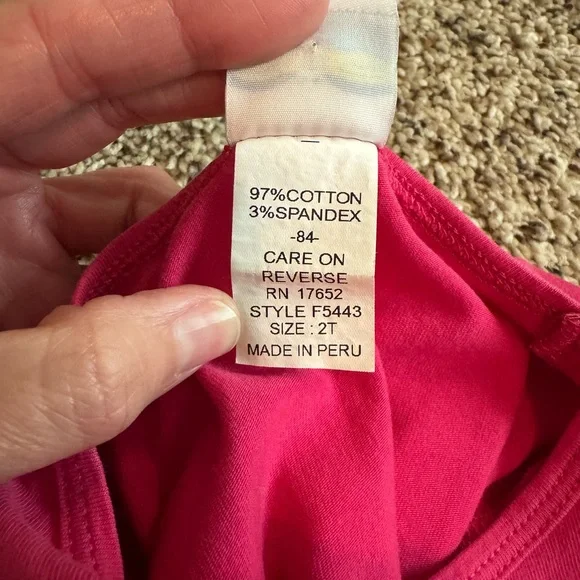 97%COTTON
3%SPANDEX
-84-
CARE ON
REVERSE
RN 17652
STYLE F5443
SIZE : 2T
MADE IN PERU